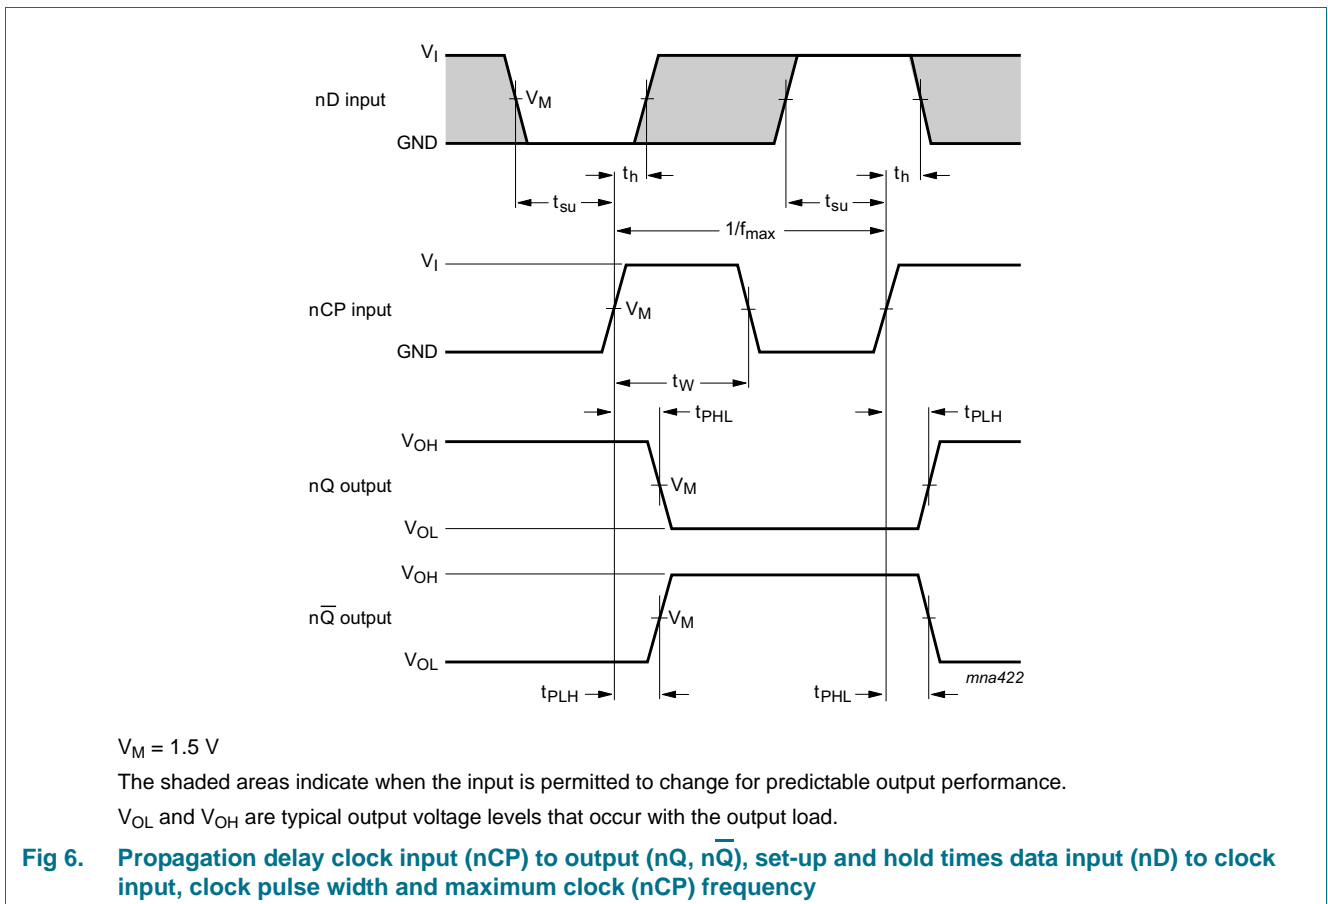 V_I
nD input
V_M
GND
t_h t_h
t_su t_su
1/f_max
V_I
nCP input
V_M
GND
t_W
t_PHL t_PLH
V_OH
nQ output
V_M
V_OL
V_OH
nQ̅ output
V_M
V_OL
mna422
t_PLH t_PHL
V_M = 1.5 V
The shaded areas indicate when the input is permitted to change for predictable output performance.
V_OL and V_OH are typical output voltage levels that occur with the output load.
Fig 6. Propagation delay clock input (nCP) to output (nQ, nQ̅), set-up and hold times data input (nD) to clock
input, clock pulse width and maximum clock (nCP) frequency